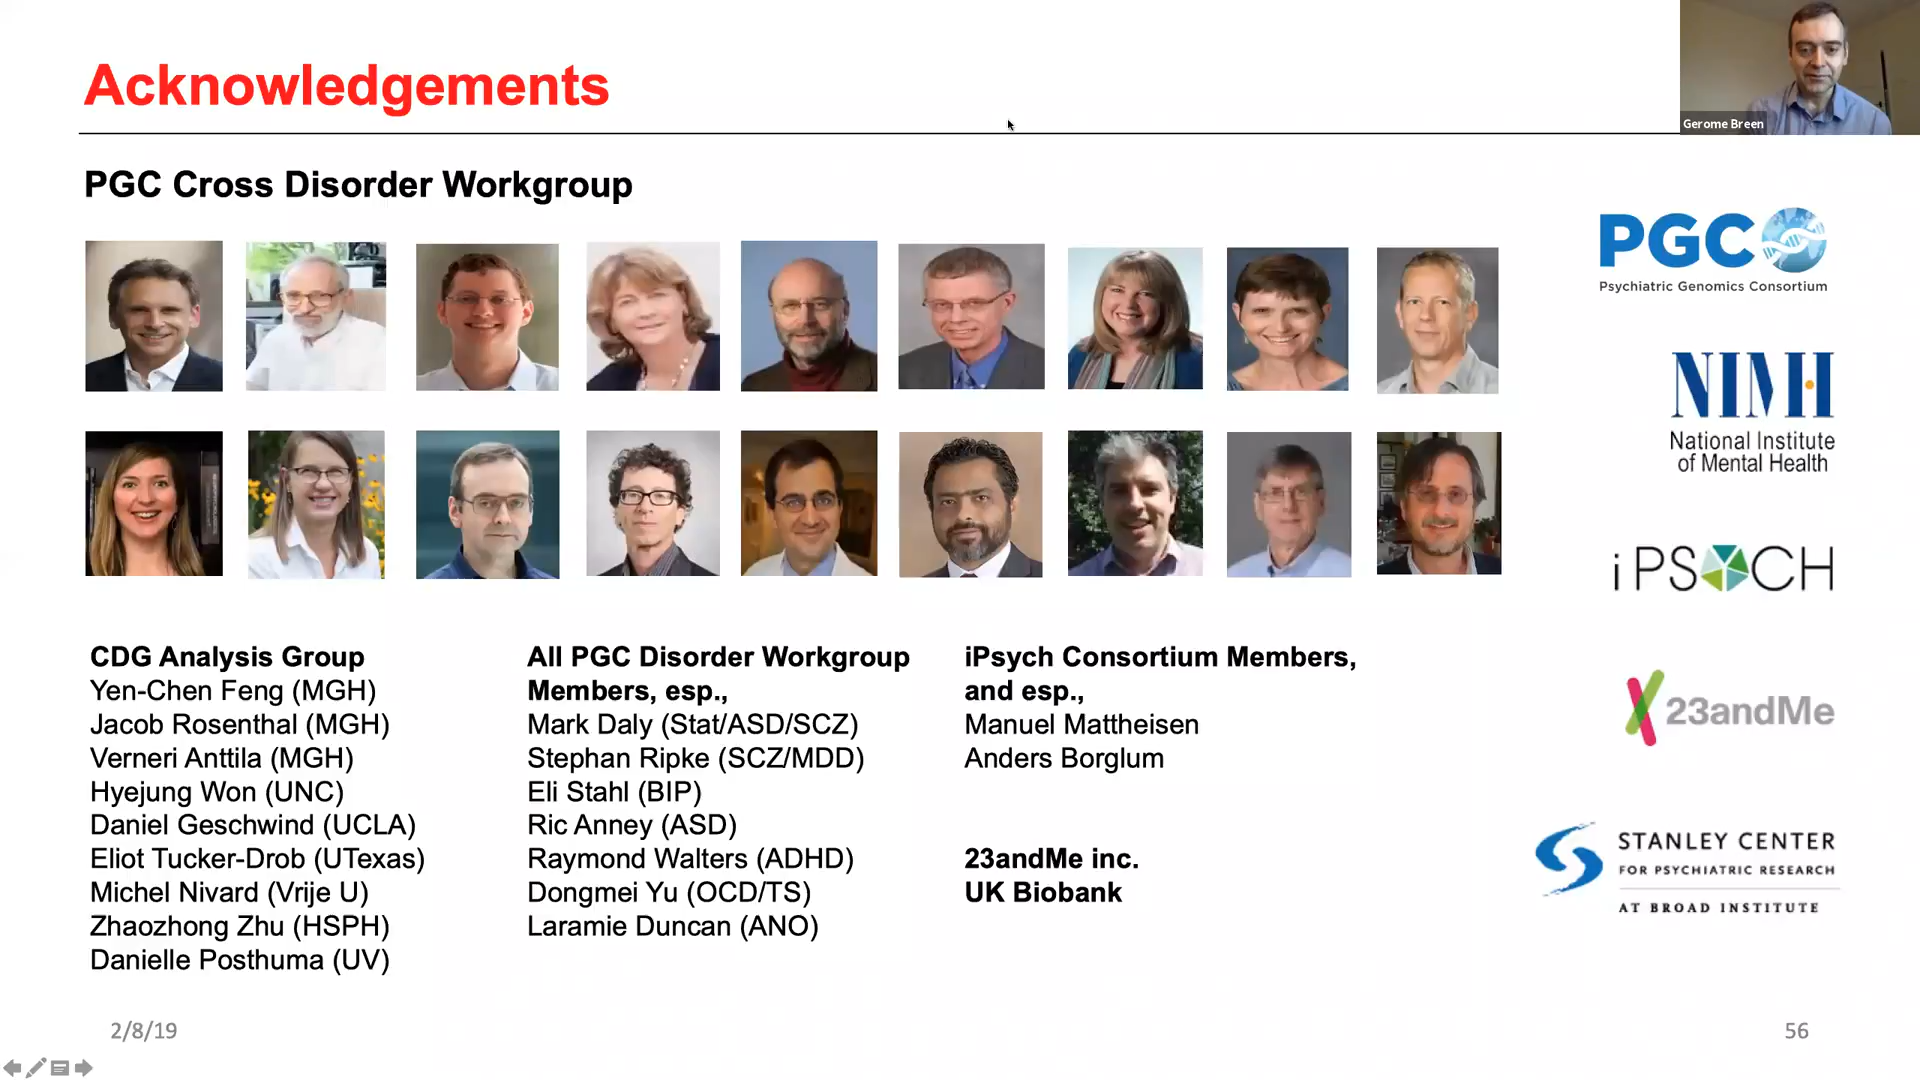 Acknowledgements
Gerome Breen
PGC Cross Disorder Workgroup
PGC
Psychiatric Genomics Consortium
NIMH
National Institute
of Mental Health
iPSYCH
23andMe
STANLEY CENTER
FOR PSYCHIATRIC RESEARCH
AT BROAD INSTITUTE
CDG Analysis Group
Yen-Chen Feng (MGH)
Jacob Rosenthal (MGH)
Verneri Anttila (MGH)
Hyejung Won (UNC)
Daniel Geschwind (UCLA)
Eliot Tucker-Drob (UTexas)
Michel Nivard (Vrije U)
Zhaozhong Zhu (HSPH)
Danielle Posthuma (UV)
All PGC Disorder Workgroup
Members, esp.,
Mark Daly (Stat/ASD/SCZ)
Stephan Ripke (SCZ/MDD)
Eli Stahl (BIP)
Ric Anney (ASD)
Raymond Walters (ADHD)
Dongmei Yu (OCD/TS)
Laramie Duncan (ANO)
iPsych Consortium Members,
and esp.,
Manuel Mattheisen
Anders Borglum
23andMe inc.
UK Biobank
2/8/19
56